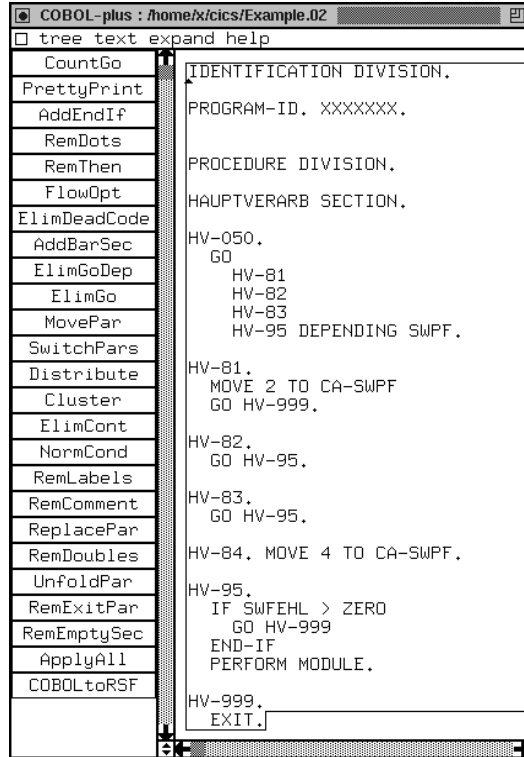 COBOL-plus : /home/x/cics/Example.02
tree text expand help
CountGo
PrettyPrint
AddEndIf
RemDots
RemThen
FlowOpt
ElimDeadCode
AddBarSec
ElimGoDep
ElimGo
MovePar
SwitchPars
Distribute
Cluster
ElimCont
NormCond
RemLabels
RemComment
ReplacePar
RemDoubles
UnfoldPar
RemExitPar
RemEmptySec
ApplyAll
COBOLtoRSF
IDENTIFICATION DIVISION.
PROGRAM-ID. XXXXXXX.
PROCEDURE DIVISION.
HAUPTVERARB SECTION.
HV-050.
GO
HV-81
HV-82
HV-83
HV-95 DEPENDING SWPF.
HV-81.
MOVE 2 TO CA-SWPF
GO HV-999.
HV-82.
GO HV-95.
HV-83.
GO HV-95.
HV-84. MOVE 4 TO CA-SWPF.
HV-95.
IF SWFEHL > ZERO
GO HV-999
END-IF
PERFORM MODULE.
HV-999.
EXIT.